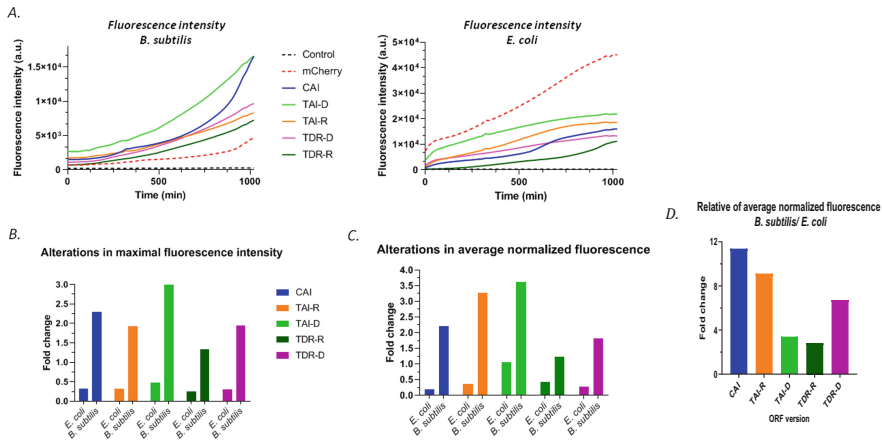 A.
Fluorescence intensity
B. subtilis
Fluorescence intensity (a.u.)
1.5×10⁴
1.0×10⁴
5×10³
0
0
500
1000
Time (min)
Control
mCherry
CAI
TAI-D
TAI-R
TDR-D
TDR-R
Fluorescence intensity
E. coli
Fluorescence intensity (a.u.)
5×10⁴
4×10⁴
3×10⁴
2×10⁴
1×10⁴
0
0
500
1000
Time (min)
B.
Alterations in maximal fluorescence intensity
Fold change
3.0
2.5
2.0
1.5
1.0
0.5
0.0
E. coli
B. subtilis
E. coli
B. subtilis
E. coli
B. subtilis
E. coli
B. subtilis
E. coli
B. subtilis
CAI
TAI-R
TAI-D
TDR-R
TDR-D
C.
Alterations in average normalized fluorescence
Fold change
4.0
3.5
3.0
2.5
2.0
1.5
1.0
0.5
0.0
E. coli
B. subtilis
E. coli
B. subtilis
E. coli
B. subtilis
E. coli
B. subtilis
E. coli
B. subtilis
D.
Relative of average normalized fluorescence
B. subtilis/ E. coli
Fold change
12
8
4
0
CAI
TAI-R
TAI-D
TDR-R
TDR-D
ORF version